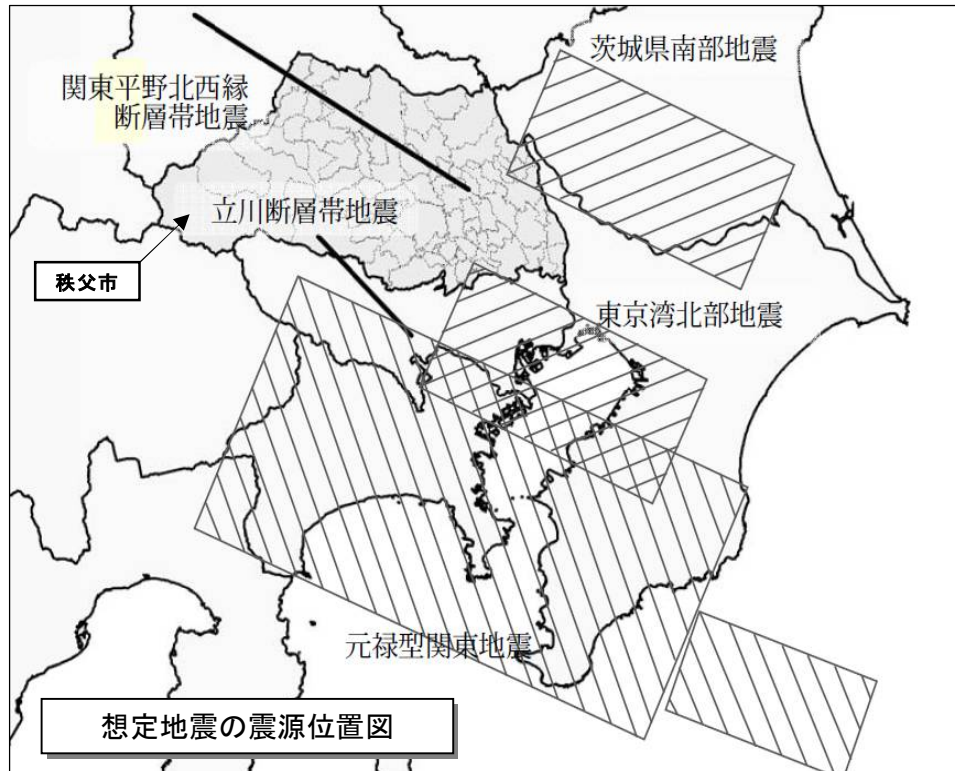 茨城県南部地震
関東平野北西縁
断層帯地震
立川断層帯地震
秩父市
東京湾北部地震
元禄型関東地震
想定地震の震源位置図